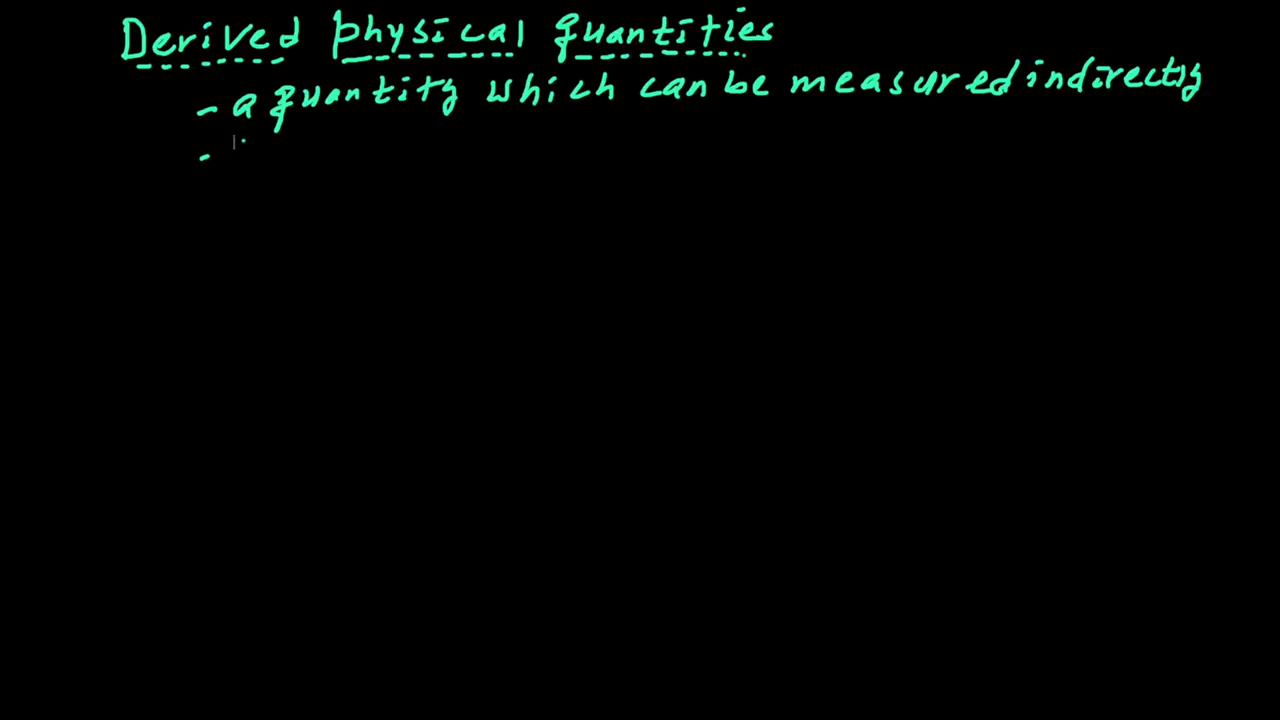 Derived physical quantities
- a quantity which can be measured indirectly
-